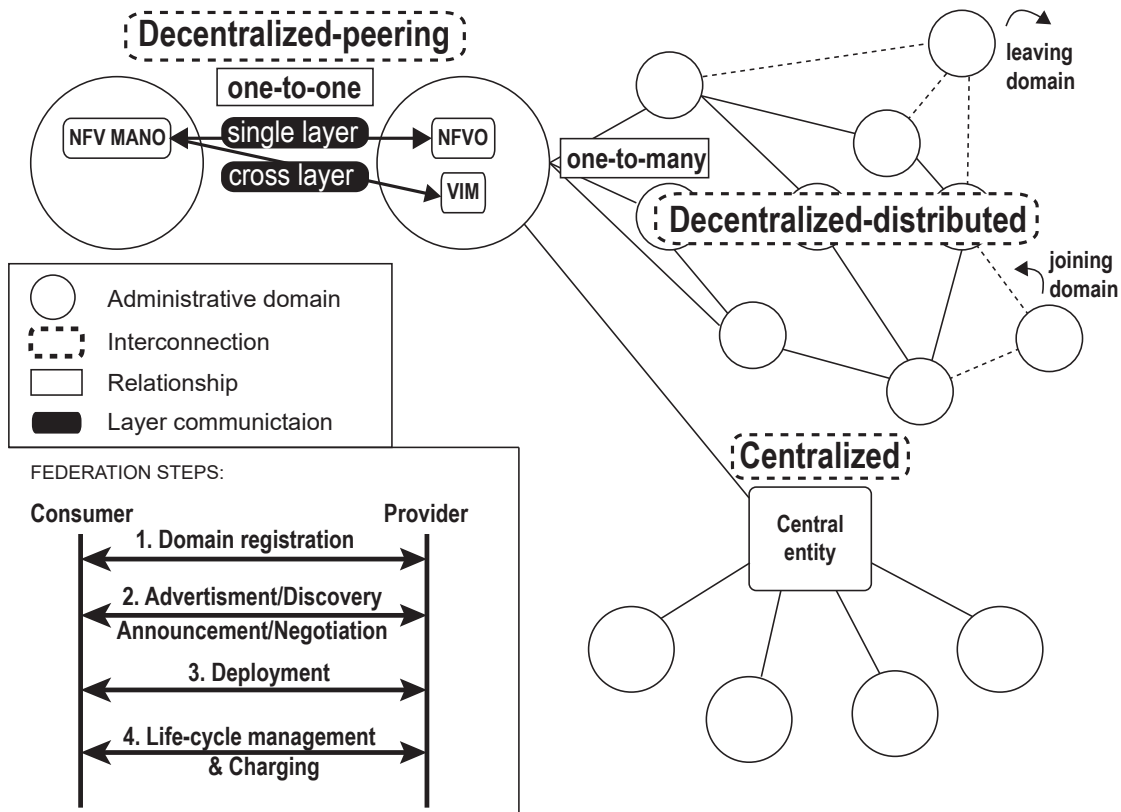 Decentralized-peering
one-to-one
NFV MANO
single layer
NFVO
cross layer
VIM
one-to-many
Decentralized-distributed
leaving
domain
joining
domain
Administrative domain
Interconnection
Relationship
Layer communictaion
Centralized
Central
entity
FEDERATION STEPS:
Consumer
Provider
1. Domain registration
2. Advertisment/Discovery
Announcement/Negotiation
3. Deployment
4. Life-cycle management
& Charging